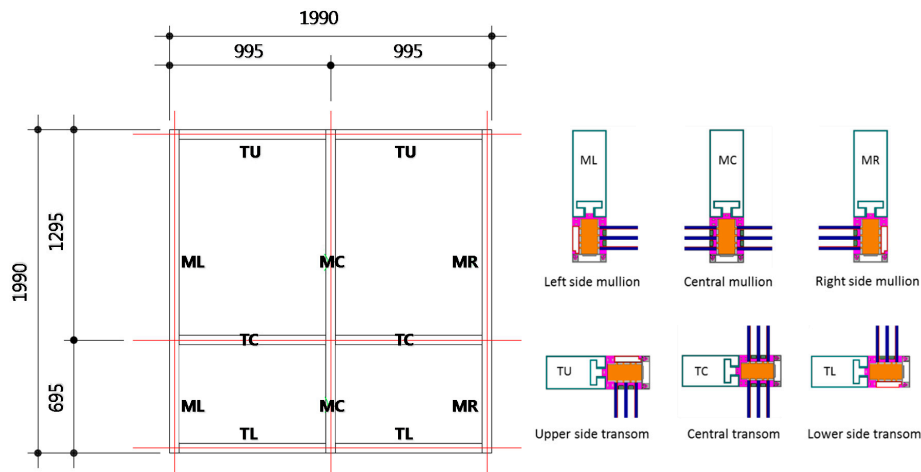 1990
995 995
TU TU
ML MC MR
1295
1990
TC TC
ML MC MR
695
TL TL
ML MC MR
Left side mullion Central mullion Right side mullion
TU TC TL
Upper side transom Central transom Lower side transom